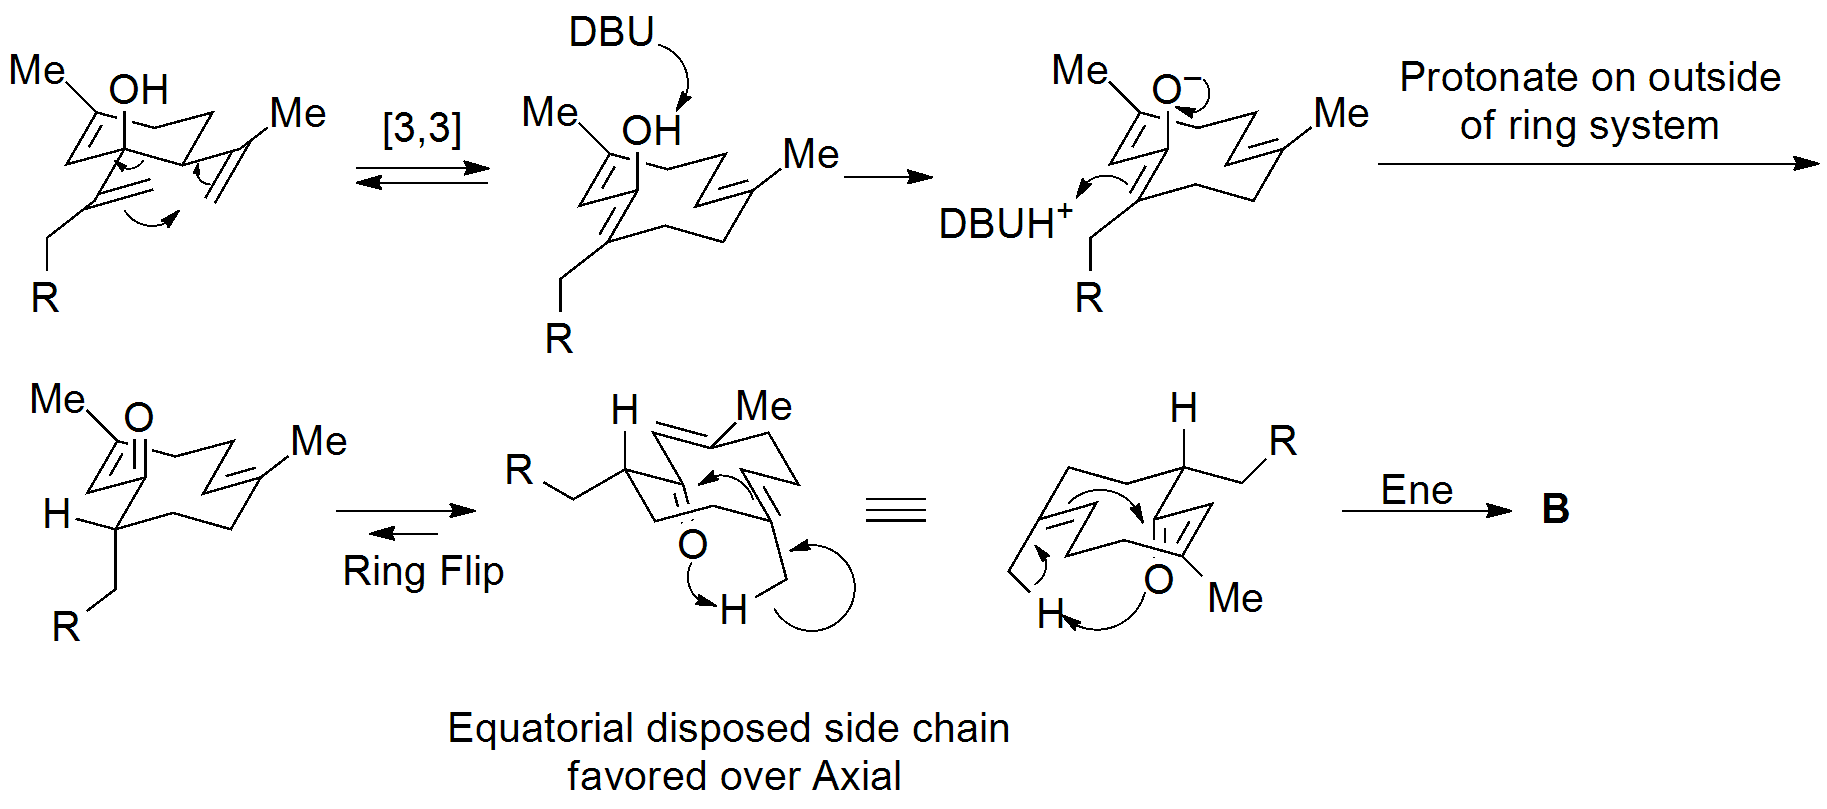 DBU
Me
OH
Me
[3,3]
Me
OH
Me
R
R
Me
O−
Me
DBUH+
R
Protonate on outside
of ring system
Me
O
Me
H
R
Ring Flip
H
Me
R
O
H
H
R
O
H
Me
Ene
B
Equatorial disposed side chain
favored over Axial